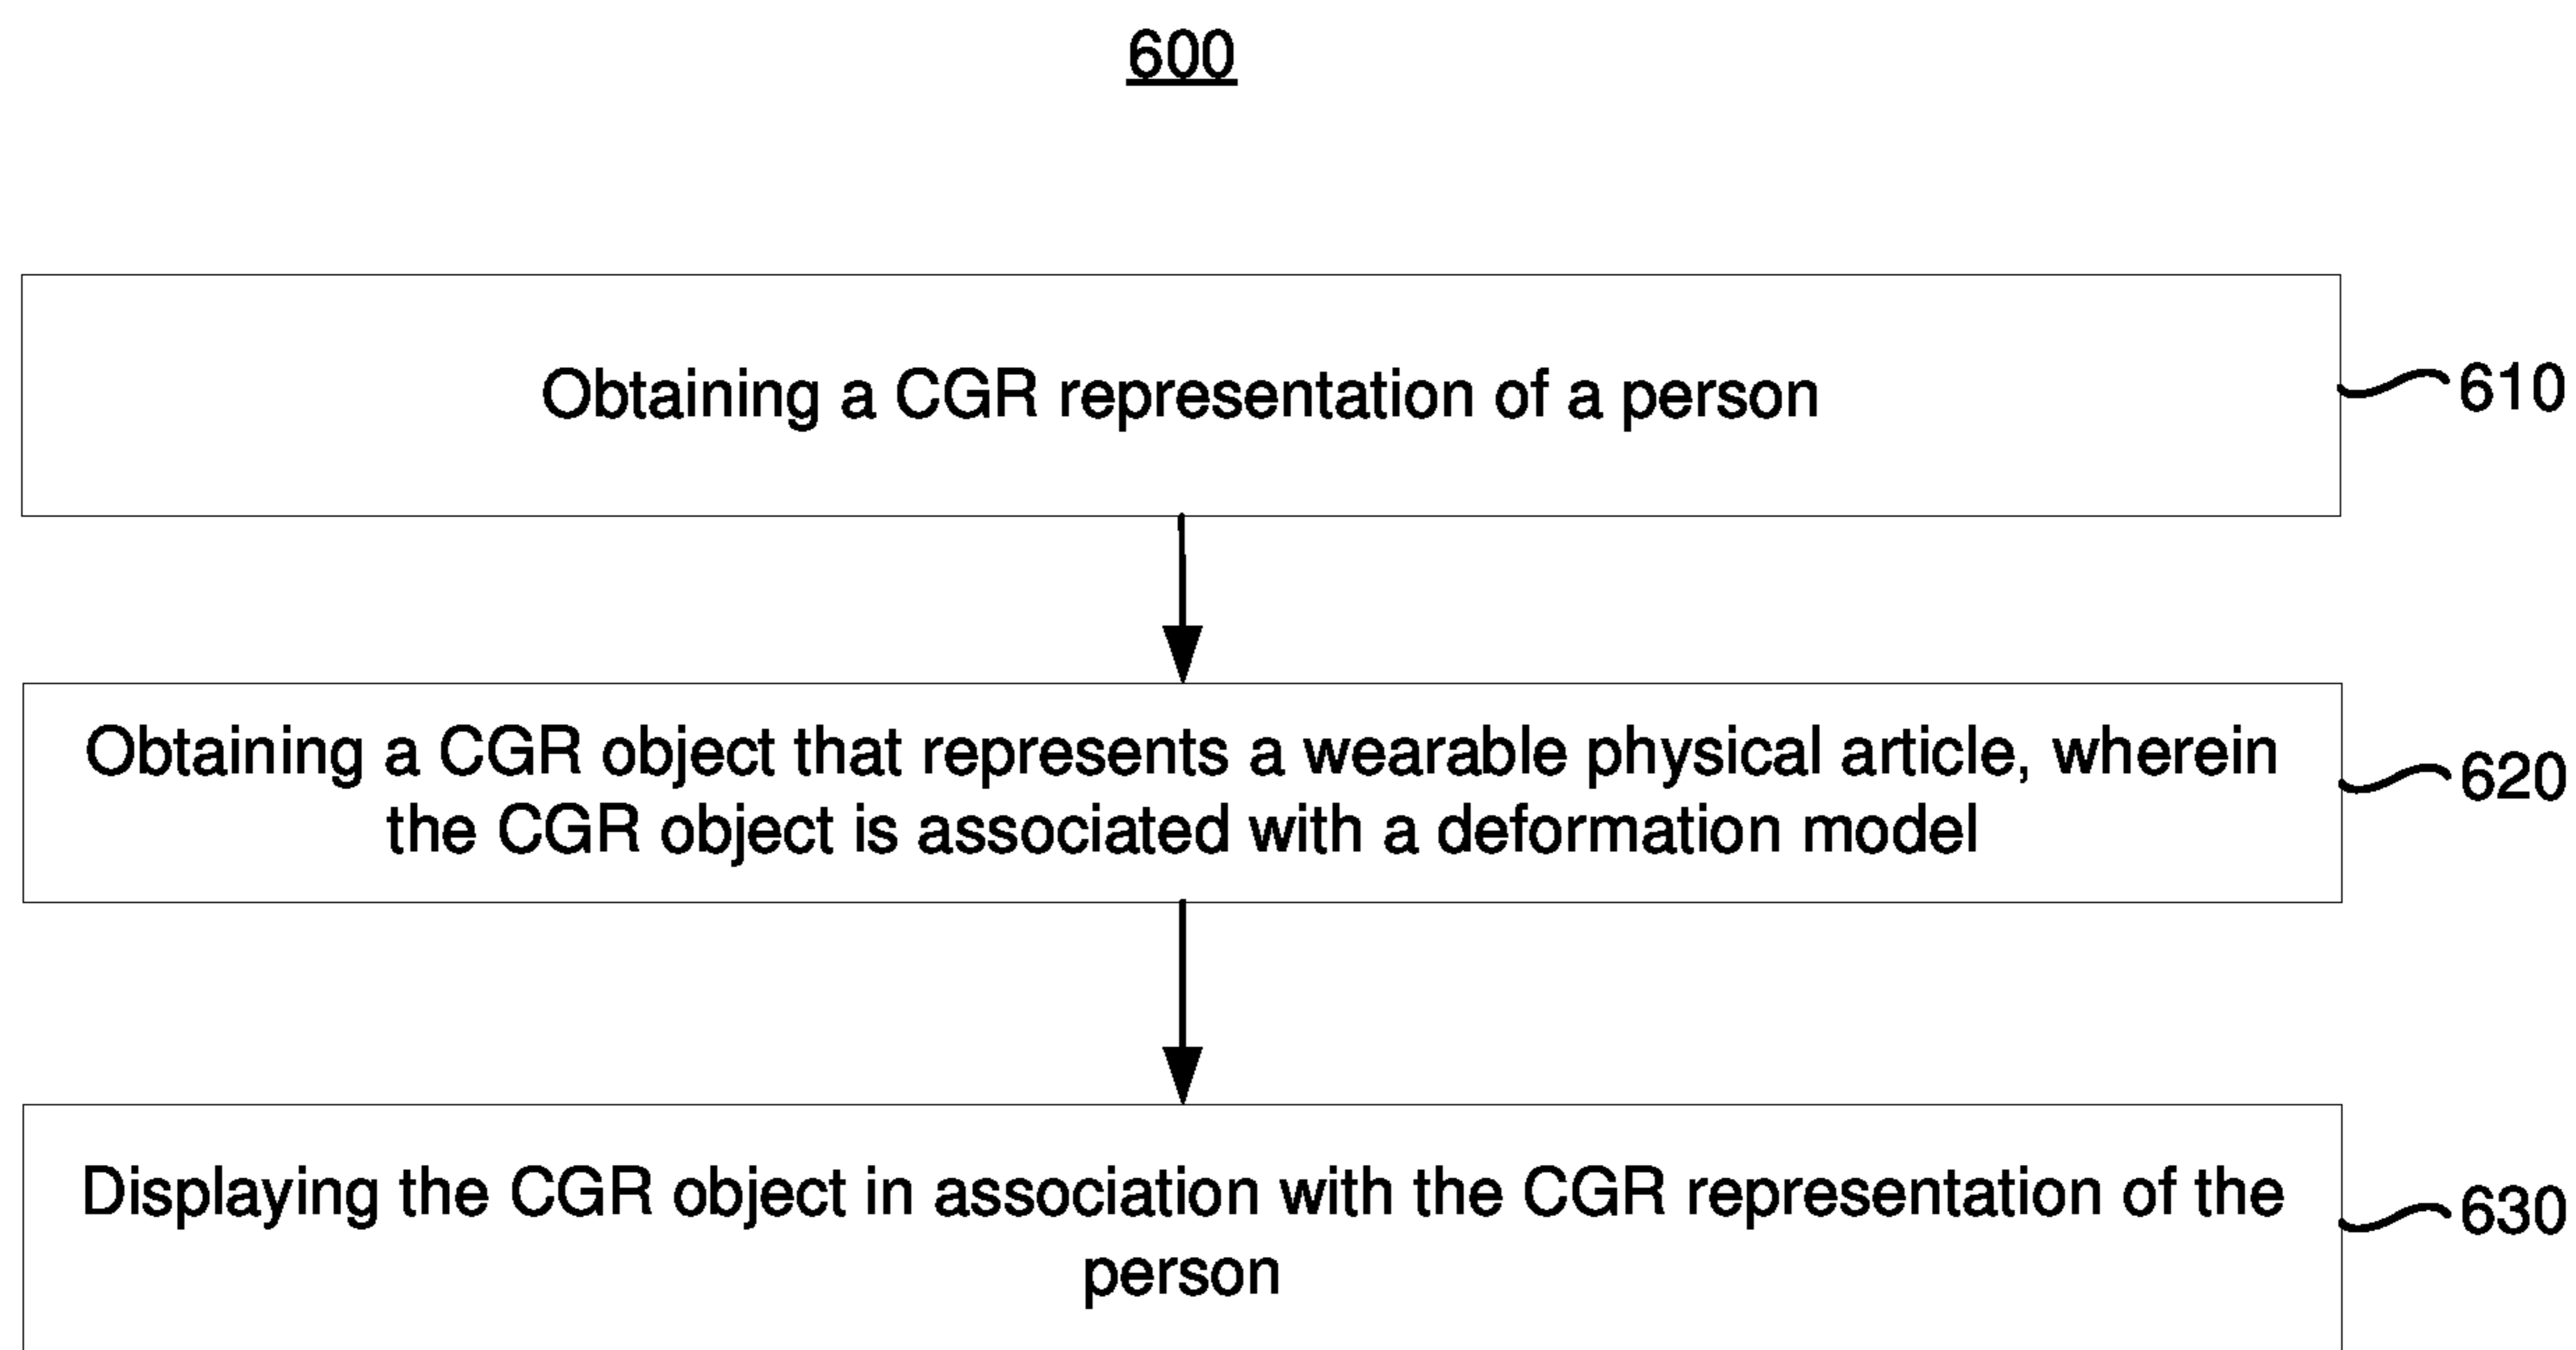 600
Obtaining a CGR representation of a person
610
Obtaining a CGR object that represents a wearable physical article, wherein
the CGR object is associated with a deformation model
620
Displaying the CGR object in association with the CGR representation of the
person
630